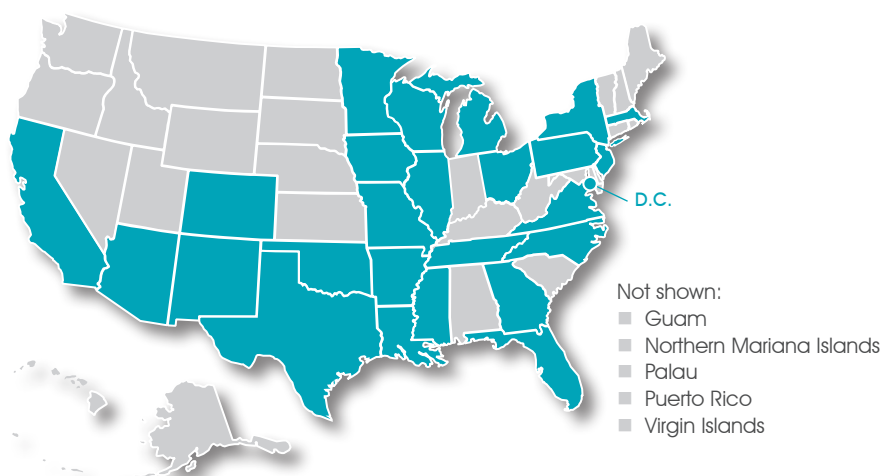 D.C.
Not shown:
Guam
Northern Mariana Islands
Palau
Puerto Rico
Virgin Islands